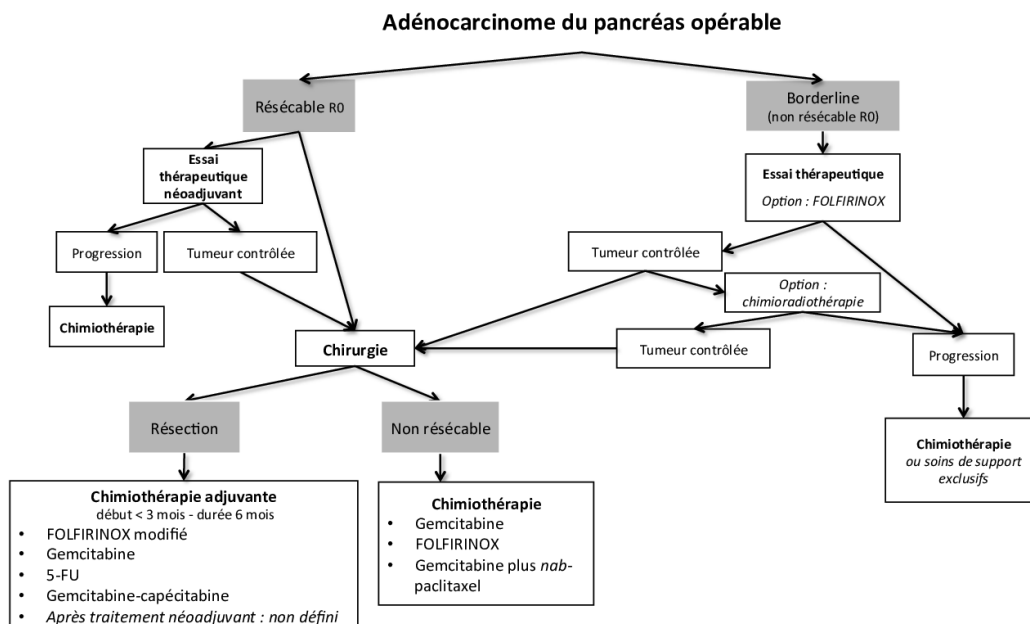 Adénocarcinome du pancréas opérable
Résécable R0
Borderline
(non résécable R0)
Essai
thérapeutique
néoadjuvant
Essai thérapeutique
Option : FOLFIRINOX
Progression
Tumeur contrôlée
Tumeur contrôlée
Option :
chimioradiothérapie
Chimiothérapie
Chirurgie
Tumeur contrôlée
Progression
Résection
Non résécable
Chimiothérapie
ou soins de support
exclusifs
Chimiothérapie adjuvante
début < 3 mois - durée 6 mois
• FOLFIRINOX modifié
• Gemcitabine
• 5-FU
• Gemcitabine-capécitabine
• Après traitement néoadjuvant : non défini
Chimiothérapie
• Gemcitabine
• FOLFIRINOX
• Gemcitabine plus nab-
paclitaxel